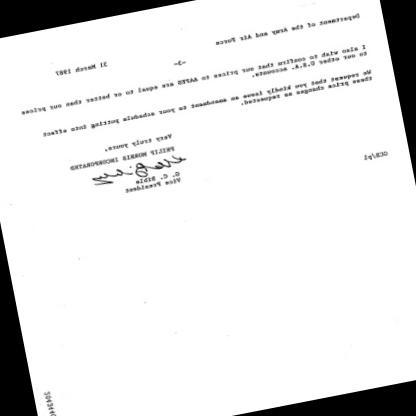 Department of the Army and Air Force
-3-
31 March 1987
I also wish to confirm that our prices to AAFES are equal to or better than our prices
to our other U.S.A. accounts.
We request that you kindly issue an amendment to your schedule putting into effect
these price changes as requested.
Very truly yours,
PHILIP MORRIS INCORPORATED
G. C. Bible
Vice President
GCB/pl